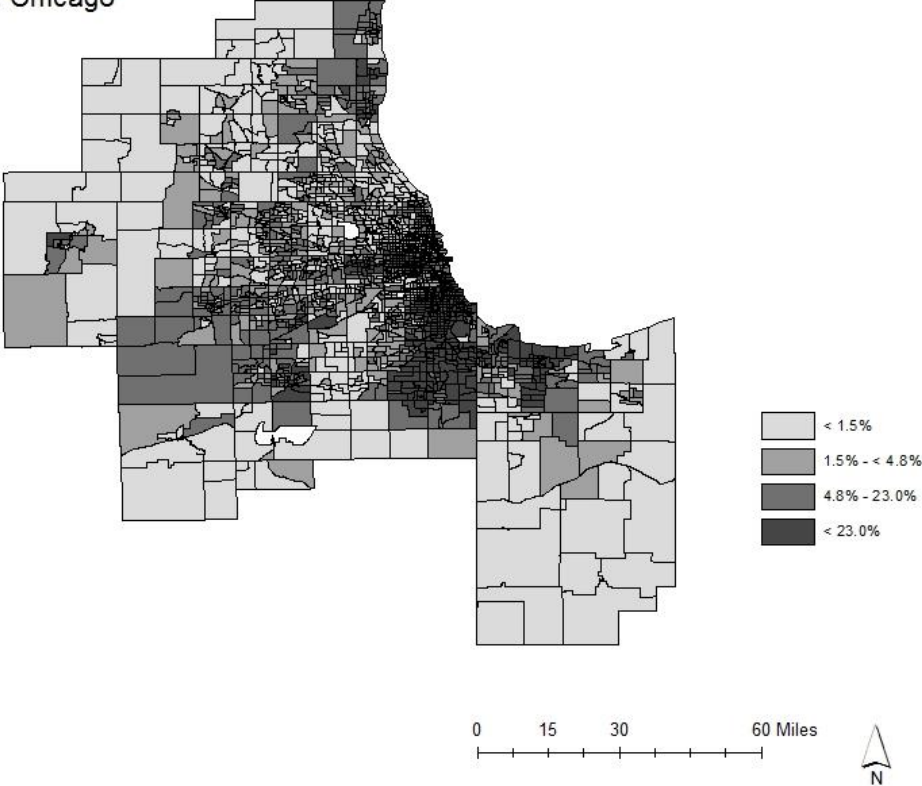 Chicago
< 1.5%
1.5% - < 4.8%
4.8% - 23.0%
< 23.0%
0 15 30 60 Miles
N